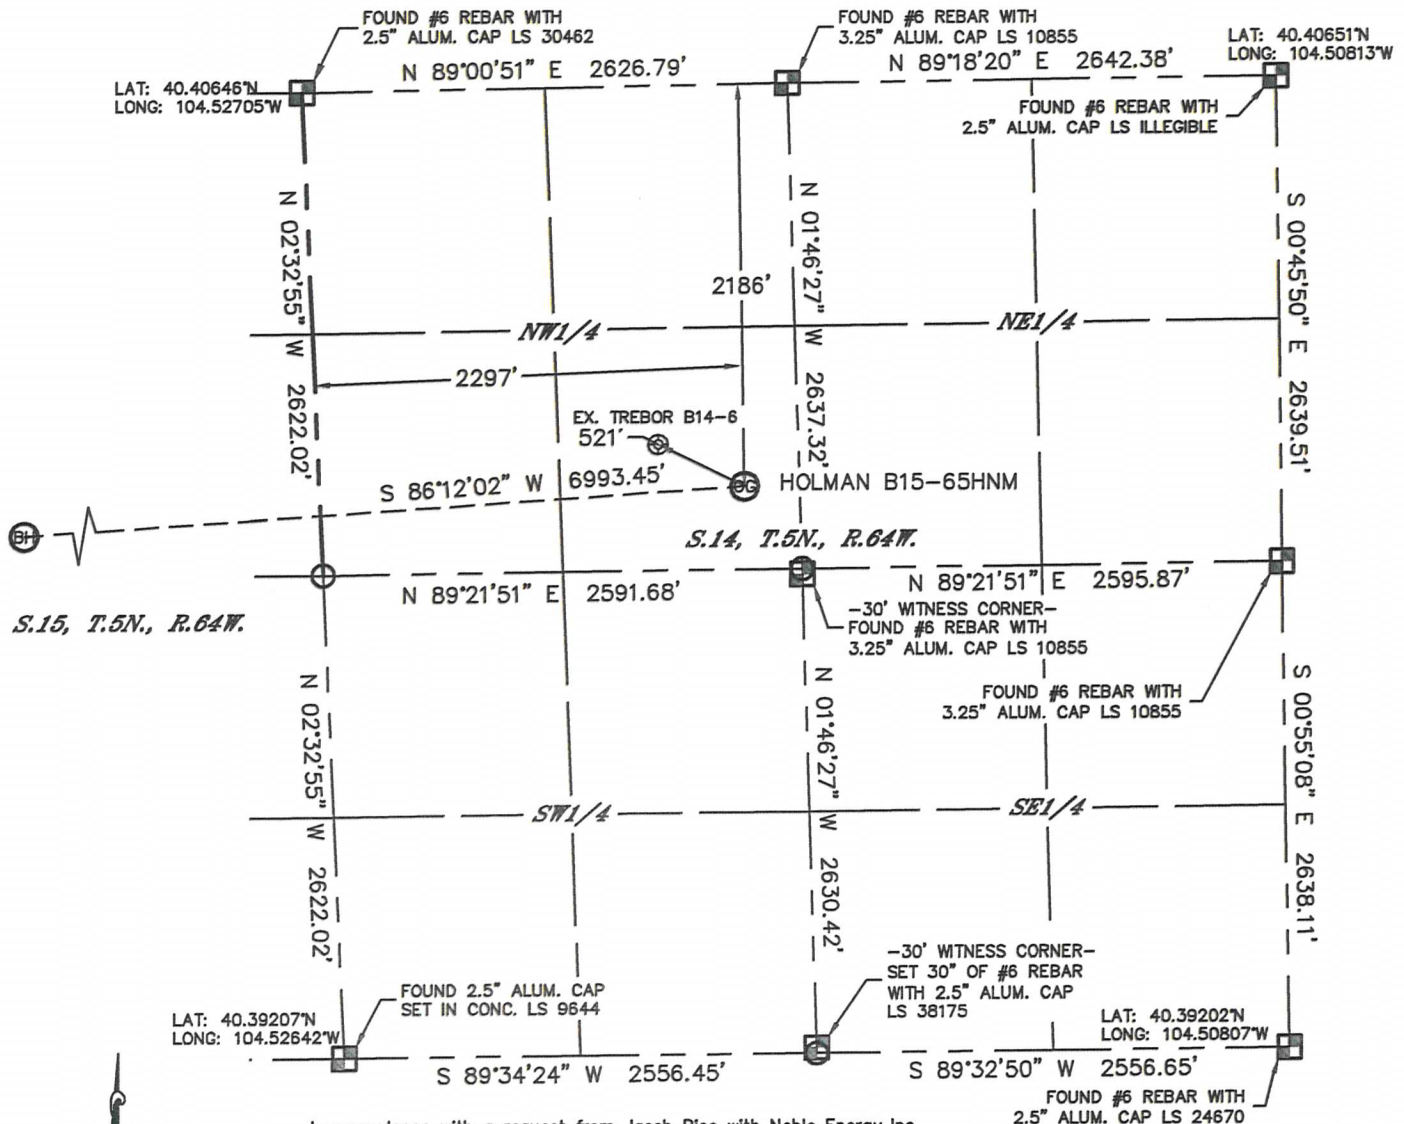 FOUND #6 REBAR WITH
2.5" ALUM. CAP LS 30462
FOUND #6 REBAR WITH
3.25" ALUM. CAP LS 10855
LAT: 40.40651°N
LONG: 104.50813°W
N 89°00'51" E 2626.79'
N 89°18'20" E 2642.38'
LAT: 40.40646°N
LONG: 104.52705°W
FOUND #6 REBAR WITH
2.5" ALUM. CAP LS ILLEGIBLE
N 02°32'55" W 2622.02'
N 01°46'27" W 2637.32'
S 00°45'50" E 2639.51'
2186'
NW1/4
NE1/4
2297'
EX. TREBOR B14-6
521'
S 86°12'02" W 6993.45'
OG
HOLMAN B15-65HNM
BH
S.14, T.5N., R.64W.
N 89°21'51" E 2591.68'
N 89°21'51" E 2595.87'
S.15, T.5N., R.64W.
-30' WITNESS CORNER-
FOUND #6 REBAR WITH
3.25" ALUM. CAP LS 10855
FOUND #6 REBAR WITH
3.25" ALUM. CAP LS 10855
N 02°32'55" W 2622.02'
N 01°46'27" W 2630.42'
S 00°55'08" E 2638.11'
SW1/4
SE1/4
-30' WITNESS CORNER-
SET 30" OF #6 REBAR
WITH 2.5" ALUM. CAP
LS 38175
FOUND 2.5" ALUM. CAP
SET IN CONC. LS 9644
LAT: 40.39207°N
LONG: 104.52642°W
LAT: 40.39202°N
LONG: 104.50807°W
S 89°34'24" W 2556.45'
S 89°32'50" W 2556.65'
FOUND #6 REBAR WITH
2.5" ALUM. CAP LS 24670
with a request from Jacob Rice with Noble Energy Inc